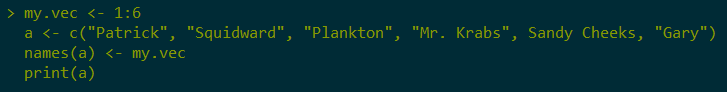 > my.vec <- 1:6
a <- c("Patrick", "Squidward", "Plankton", "Mr. Krabs", Sandy Cheeks, "Gary")
names(a) <- my.vec
print(a)